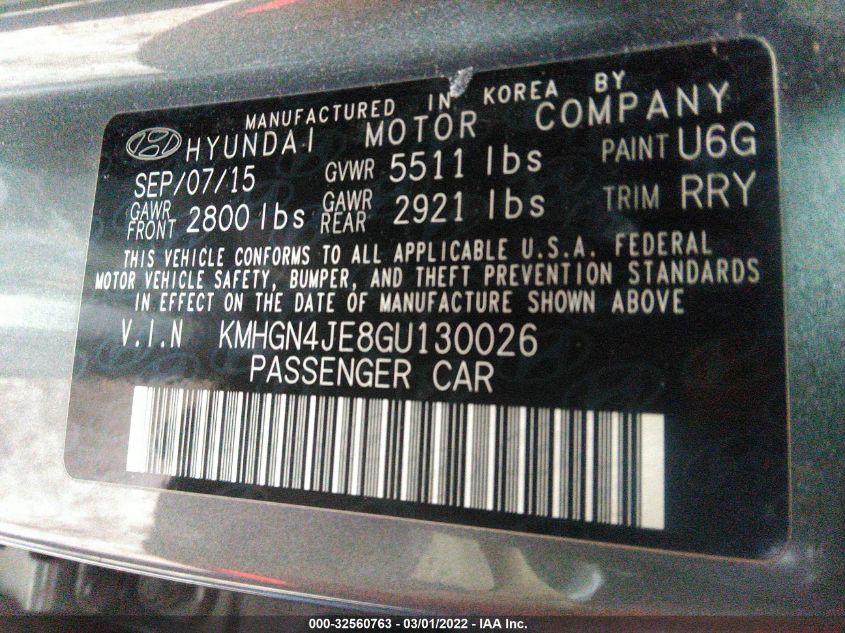 MANUFACTURED IN KOREA BY
HYUNDAI MOTOR COMPANY
SEP/07/15 GVWR 5511 lbs PAINT U6G
GAWR FRONT 2800 lbs GAWR REAR 2921 lbs TRIM RRY
THIS VEHICLE CONFORMS TO ALL APPLICABLE U.S.A. FEDERAL
MOTOR VEHICLE SAFETY, BUMPER, AND THEFT PREVENTION STANDARDS
IN EFFECT ON THE DATE OF MANUFACTURE SHOWN ABOVE
V.I.N KMHGN4JE8GU130026
PASSENGER CAR
000-32560763 - 03/01/2022 - IAA Inc.